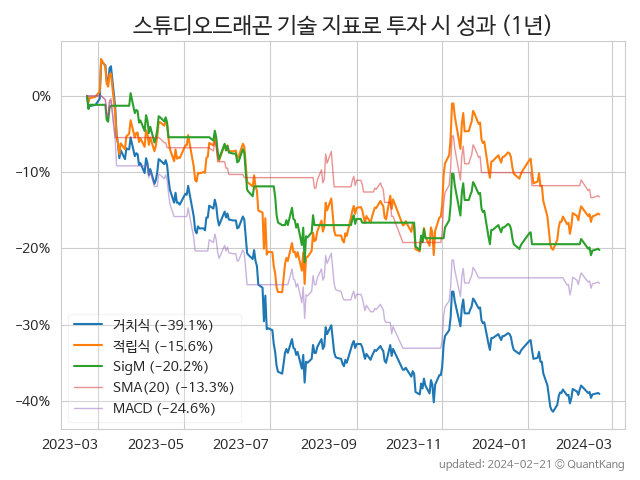 스튜디오드래곤 기술 지표로 투자 시 성과 (1년)
0%
−10%
−20%
−30%
−40%
거치식 (−39.1%)
적립식 (−15.6%)
SigM (−20.2%)
SMA(20) (−13.3%)
MACD (−24.6%)
2023−03 2023−05 2023−07 2023−09 2023−11 2024−01 2024−03
updated: 2024−02−21 © QuantKang